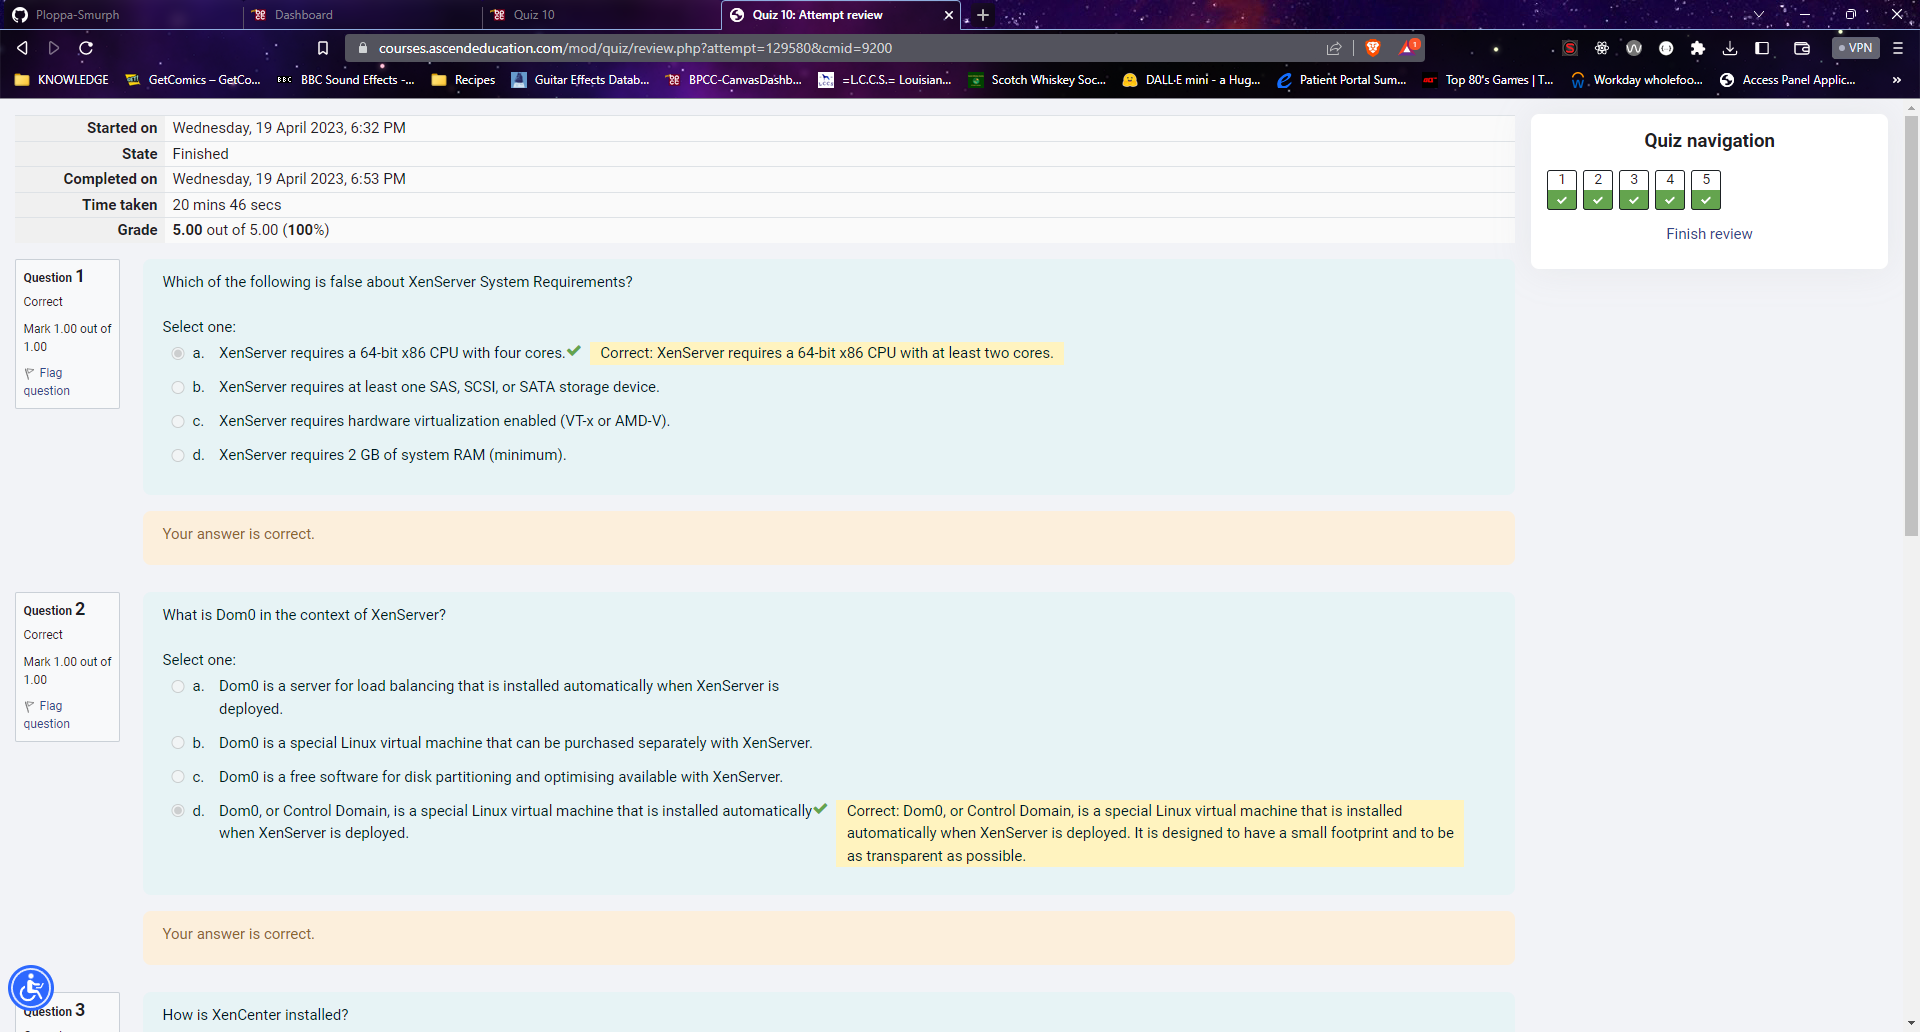 Ploppa-Smurph
Dashboard
Quiz 10
Quiz 10: Attempt review
courses.ascendeducation.com/mod/quiz/review.php?attempt=129580&cmid=9200
1
VPN
KNOWLEDGE
GetComics – GetCo...
BBC
BBC Sound Effects -...
Recipes
Guitar Effects Datab...
BPCC-CanvasDashb...
=L.C.C.S.= Louisian...
Scotch Whiskey Soc...
DALL·E mini - a Hug...
Patient Portal Sum...
Top 80's Games | T...
Workday wholefoo...
Access Panel Applic...
»
Started on Wednesday, 19 April 2023, 6:32 PM
State Finished
Completed on Wednesday, 19 April 2023, 6:53 PM
Time taken 20 mins 46 secs
Grade 5.00 out of 5.00 (100%)
Quiz navigation
1 2 3 4 5
Finish review
Question 1
Correct
Mark 1.00 out of
1.00
Flag
question
Which of the following is false about XenServer System Requirements?
Select one:
a. XenServer requires a 64-bit x86 CPU with four cores. Correct: XenServer requires a 64-bit x86 CPU with at least two cores.
b. XenServer requires at least one SAS, SCSI, or SATA storage device.
c. XenServer requires hardware virtualization enabled (VT-x or AMD-V).
d. XenServer requires 2 GB of system RAM (minimum).
Your answer is correct.
Question 2
Correct
Mark 1.00 out of
1.00
Flag
question
What is Dom0 in the context of XenServer?
Select one:
a. Dom0 is a server for load balancing that is installed automatically when XenServer is
deployed.
b. Dom0 is a special Linux virtual machine that can be purchased separately with XenServer.
c. Dom0 is a free software for disk partitioning and optimising available with XenServer.
d. Dom0, or Control Domain, is a special Linux virtual machine that is installed automatically
when XenServer is deployed.
Correct: Dom0, or Control Domain, is a special Linux virtual machine that is installed
automatically when XenServer is deployed. It is designed to have a small footprint and to be
as transparent as possible.
Your answer is correct.
Question 3
How is XenCenter installed?